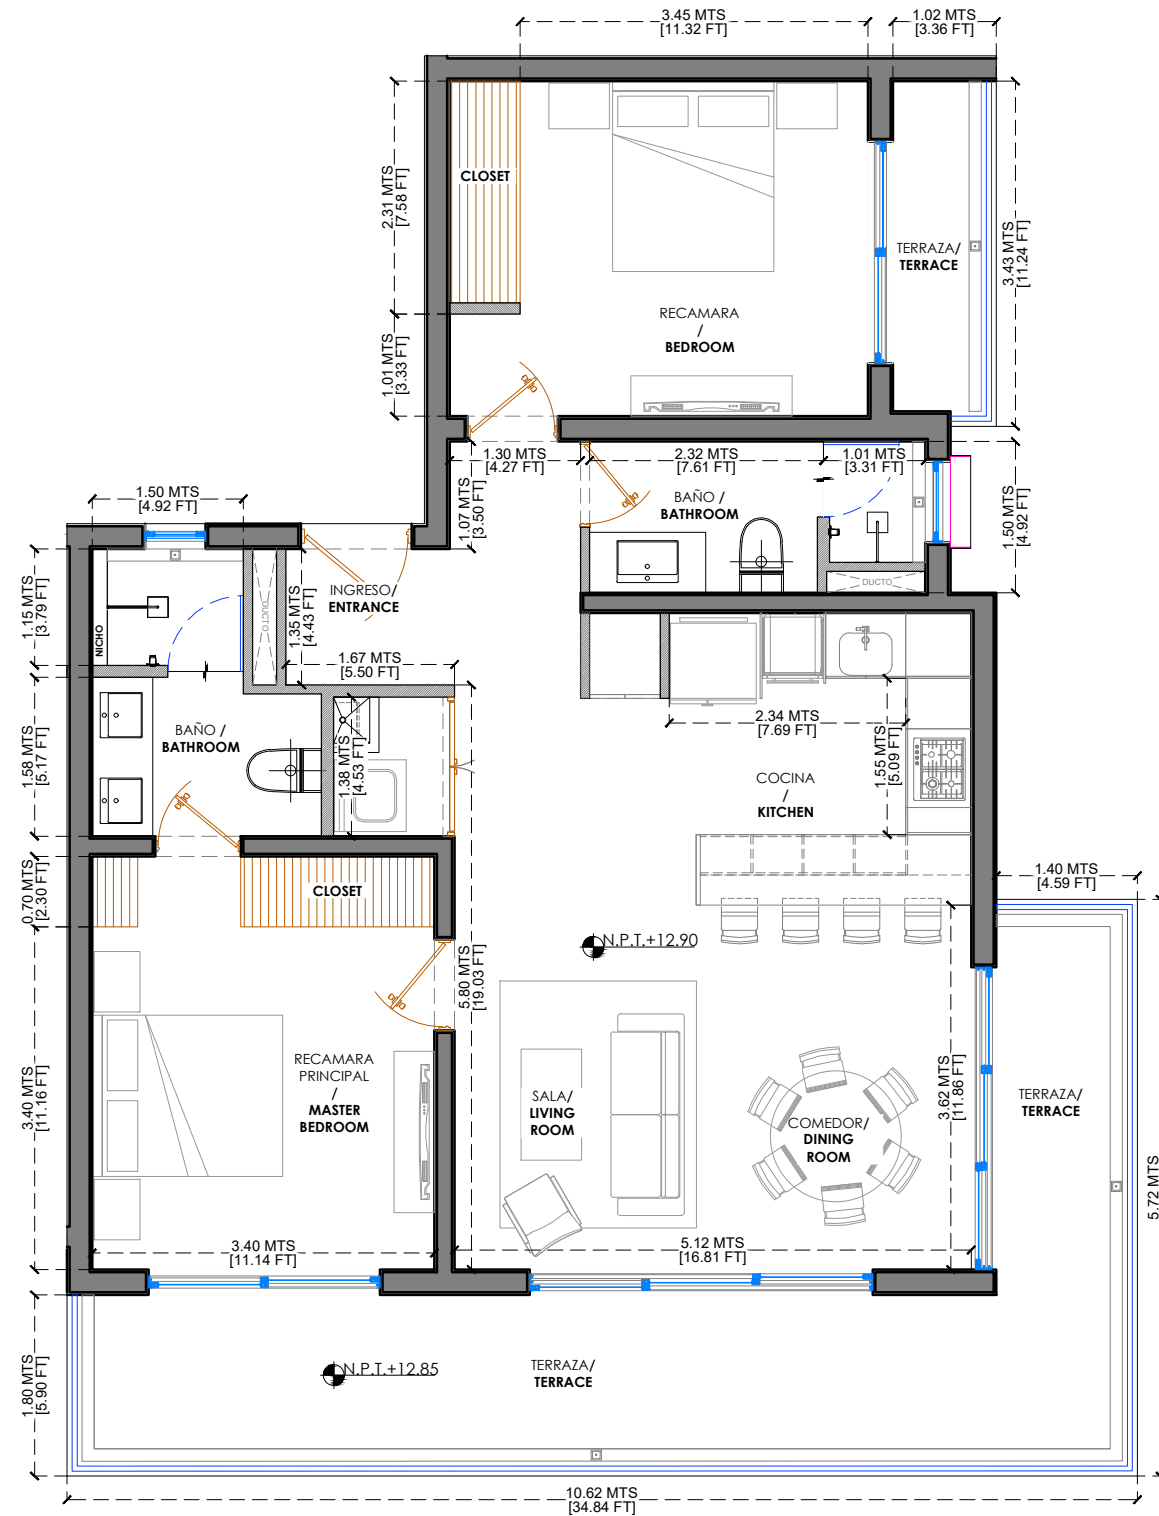 3.45 MTS
[11.32 FT]
1.02 MTS
[3.36 FT]
2.31 MTS
[7.58 FT]
CLOSET
TERRAZA/
TERRACE
3.43 MTS
[11.24 FT]
RECAMARA
/
BEDROOM
1.01 MTS
[3.33 FT]
1.30 MTS
[4.27 FT]
2.32 MTS
[7.61 FT]
1.01 MTS
[3.31 FT]
1.07 MTS
[3.50 FT]
BAÑO /
BATHROOM
1.50 MTS
[4.92 FT]
1.50 MTS
[4.92 FT]
DUCTO
INGRESO/
ENTRANCE
1.15 MTS
[3.79 FT]
NICHO
DUCTO
1.35 MTS
[4.43 FT]
1.67 MTS
[5.50 FT]
BAÑO /
BATHROOM
1.58 MTS
[5.17 FT]
1.38 MTS
[4.53 FT]
2.34 MTS
[7.69 FT]
1.55 MTS
[5.09 FT]
COCINA
/
KITCHEN
0.70 MTS
[2.30 FT]
CLOSET
1.40 MTS
[4.59 FT]
N.P.T.+12.90
5.80 MTS
[19.03 FT]
3.40 MTS
[11.16 FT]
RECAMARA
PRINCIPAL
/
MASTER
BEDROOM
SALA/
LIVING
ROOM
COMEDOR/
DINING
ROOM
3.62 MTS
[11.86 FT]
TERRAZA/
TERRACE
5.72 MTS
3.40 MTS
[11.14 FT]
5.12 MTS
[16.81 FT]
1.80 MTS
[5.90 FT]
N.P.T.+12.85
TERRAZA/
TERRACE
10.62 MTS
[34.84 FT]